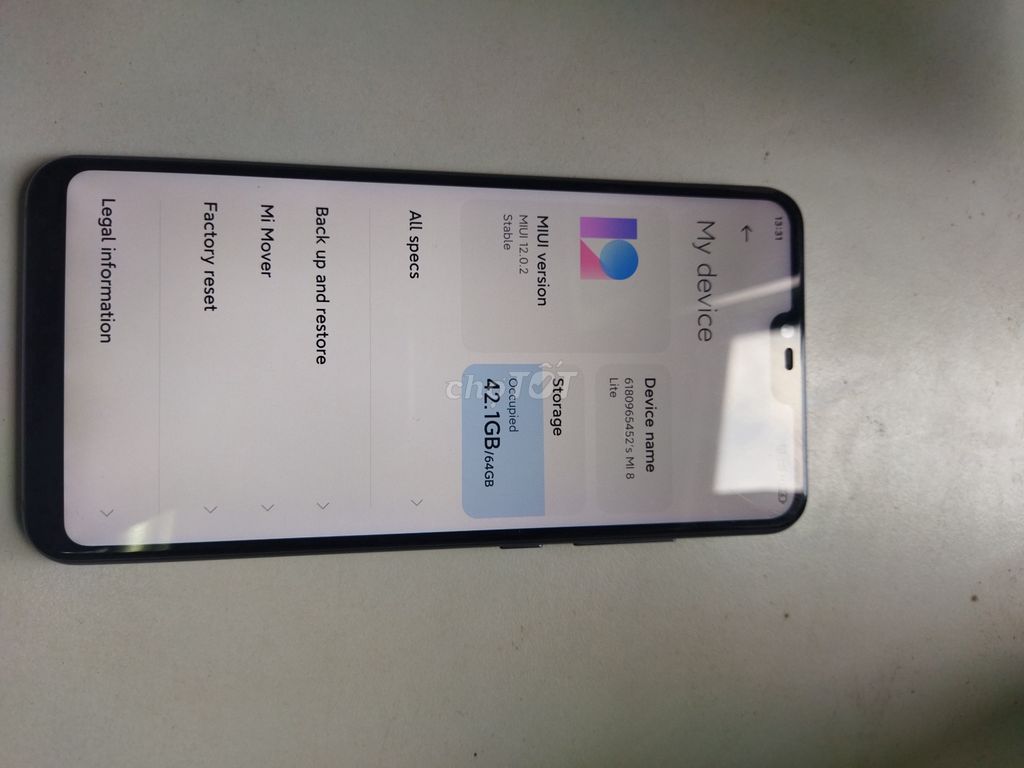 13:31
My device
MIUI version
MIUI 12.0.2
Stable
Device name
6180965452's MI 8
Lite
Storage
Occupied
42.1GB/64GB
All specs
Back up and restore
Mi Mover
Factory reset
Legal information
chợTỐT